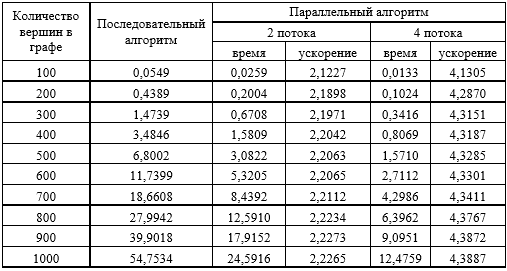 Количество вершин в графе | Последовательный алгоритм | Параллельный алгоритм
2 потока | 4 потока
время | ускорение | время | ускорение
100 | 0,0549 | 0,0259 | 2,1227 | 0,0133 | 4,1305
200 | 0,4389 | 0,2004 | 2,1898 | 0,1024 | 4,2870
300 | 1,4739 | 0,6708 | 2,1971 | 0,3416 | 4,3151
400 | 3,4846 | 1,5809 | 2,2042 | 0,8069 | 4,3187
500 | 6,8002 | 3,0822 | 2,2063 | 1,5710 | 4,3285
600 | 11,7399 | 5,3205 | 2,2065 | 2,7112 | 4,3301
700 | 18,6608 | 8,4392 | 2,2112 | 4,2986 | 4,3411
800 | 27,9942 | 12,5910 | 2,2234 | 6,3962 | 4,3767
900 | 39,9018 | 17,9152 | 2,2273 | 9,0951 | 4,3872
1000 | 54,7534 | 24,5916 | 2,2265 | 12,4759 | 4,3887